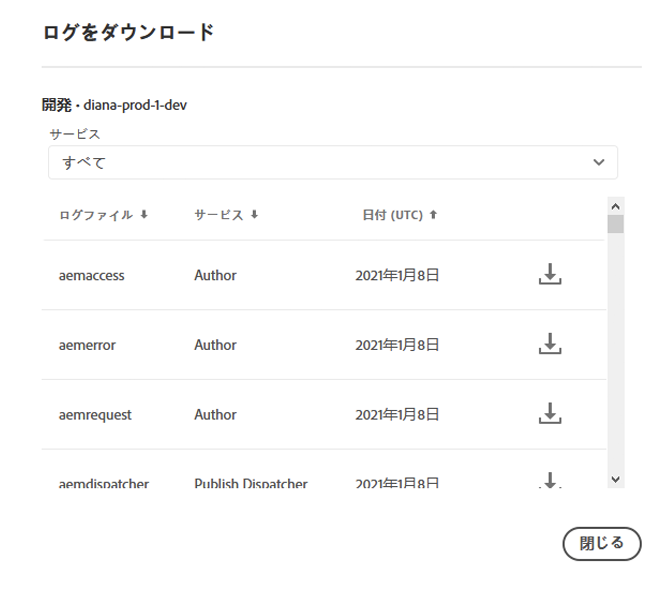 ログをダウンロード
開発・diana-prod-1-dev
サービス
すべて
ログファイル サービス 日付 (UTC)
aemaccess Author 2021年1月8日
aemerror Author 2021年1月8日
aemrequest Author 2021年1月8日
aemdispatcher Publish Dispatcher 2021年1月8日
閉じる